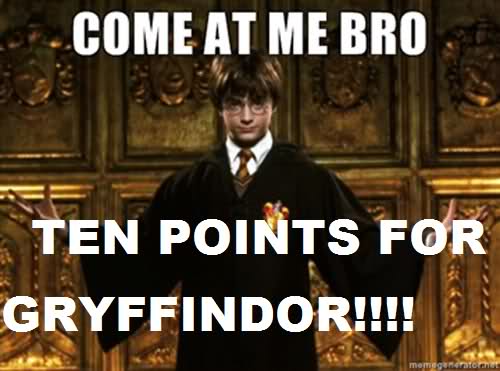 COME AT ME BRO
TEN POINTS FOR
GRYFFINDOR!!!!
memegenerator.net